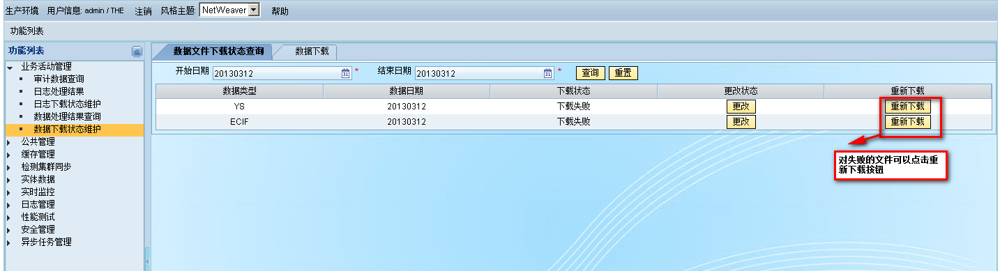 生产环境 用户信息: admin / THE 注销 风格主题: NetWeaver 帮助
功能列表
功能列表
业务活动管理
审计数据查询
日志处理结果
日志下载状态维护
数据处理结果查询
数据下载状态维护
公共管理
缓存管理
检测集群同步
实体数据
实时监控
日志管理
性能测试
安全管理
异步任务管理
数据文件下载状态查询 数据下载
开始日期 20130312 31 * 结束日期 20130312 31 * 查询 重置
数据类型 数据日期 下载状态 更改状态 重新下载
YS 20130312 下载失败 更改 重新下载
ECIF 20130312 下载失败 更改 重新下载
对失败的文件可以点击重
新下载按钮